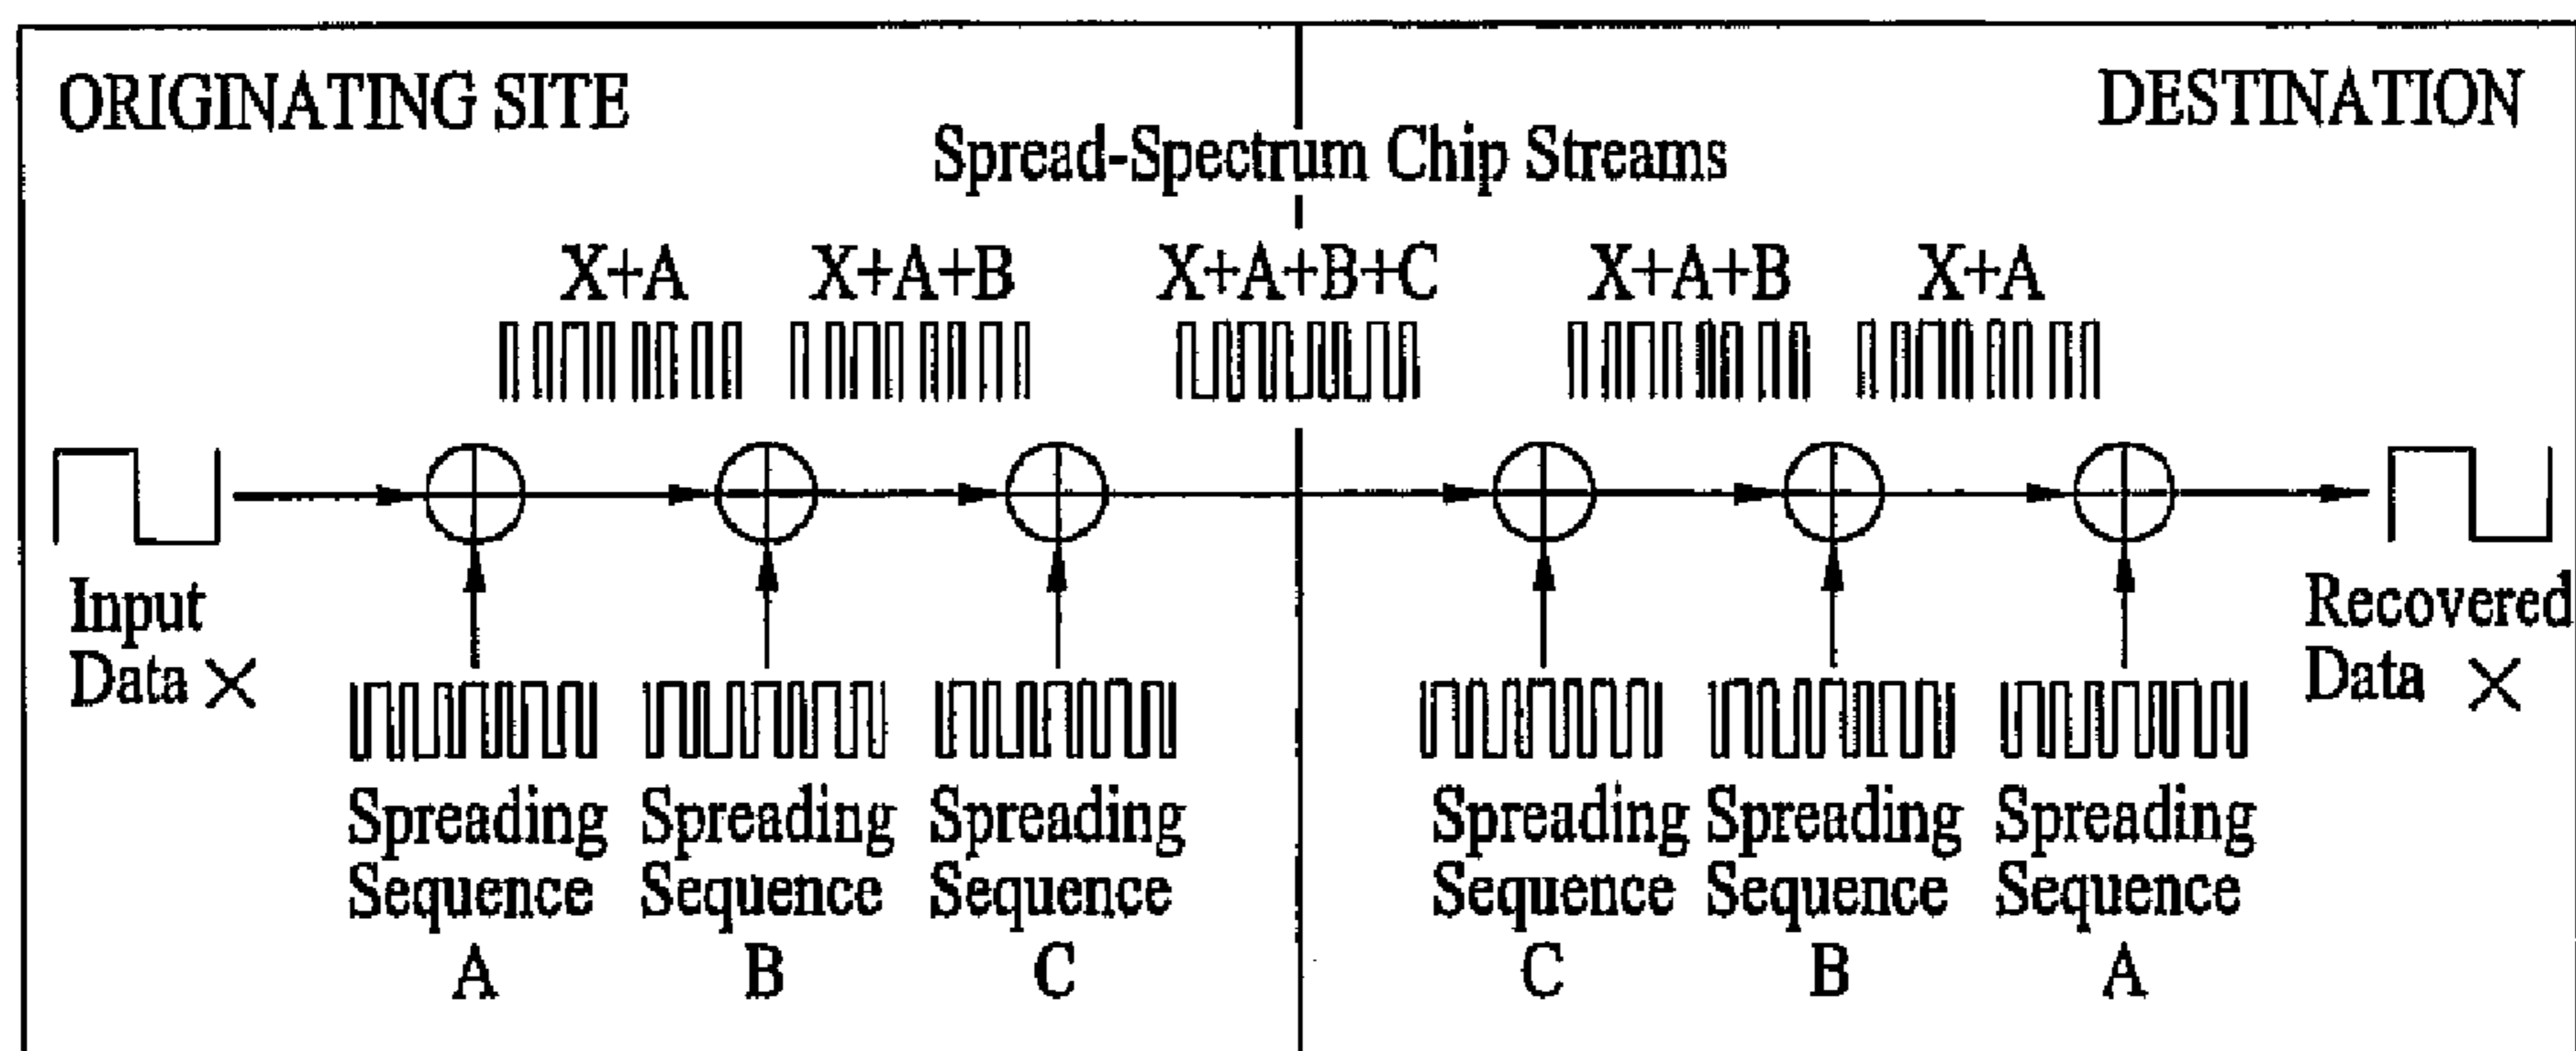 ORIGINATING SITE
DESTINATION
Spread-Spectrum Chip Streams
X+A
X+A+B
X+A+B+C
X+A+B
X+A
Input
Data X
Recovered
Data X
Spreading
Sequence
A
Spreading
Sequence
B
Spreading
Sequence
C
Spreading
Sequence
C
Spreading
Sequence
B
Spreading
Sequence
A